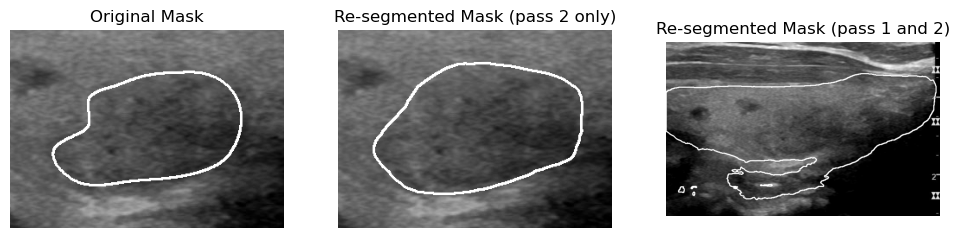 Original Mask
Re-segmented Mask (pass 2 only)
Re-segmented Mask (pass 1 and 2)